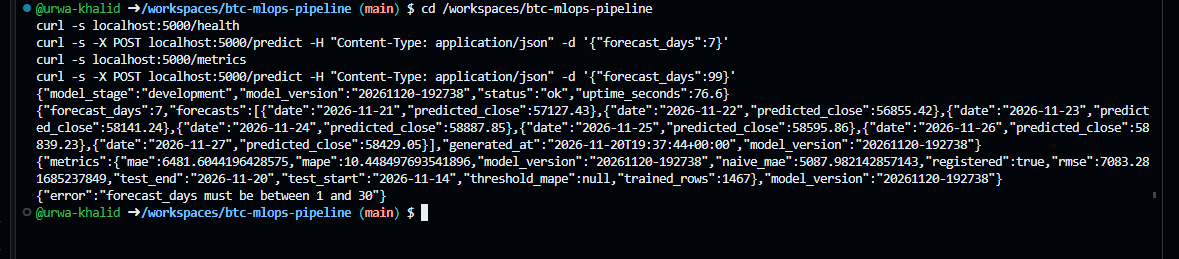 @urwa-khalid ➜/workspaces/btc-mlops-pipeline (main) $ cd /workspaces/btc-mlops-pipeline
curl -s localhost:5000/health
curl -s -X POST localhost:5000/predict -H "Content-Type: application/json" -d '{"forecast_days":7}'
curl -s localhost:5000/metrics
curl -s -X POST localhost:5000/predict -H "Content-Type: application/json" -d '{"forecast_days":99}'
{"model_stage":"development","model_version":"20261120-192738","status":"ok","uptime_seconds":76.6}
{"forecast_days":7,"forecasts":[{"date":"2026-11-21","predicted_close":57127.43},{"date":"2026-11-22","predicted_close":56855.42},{"date":"2026-11-23","predict
ed_close":58141.24},{"date":"2026-11-24","predicted_close":58887.85},{"date":"2026-11-25","predicted_close":58595.86},{"date":"2026-11-26","predicted_close":58
839.23},{"date":"2026-11-27","predicted_close":58429.05}],"generated_at":"2026-11-20T19:37:44+00:00","model_version":"20261120-192738"}
{"metrics":{"mae":6481.6044196428575,"mape":10.448497693541896,"model_version":"20261120-192738","naive_mae":5087.982142857143,"registered":true,"rmse":7083.28
1685237849,"test_end":"2026-11-20","test_start":"2026-11-14","threshold_mape":null,"trained_rows":1467},"model_version":"20261120-192738"}
{"error":"forecast_days must be between 1 and 30"}
@urwa-khalid ➜/workspaces/btc-mlops-pipeline (main) $